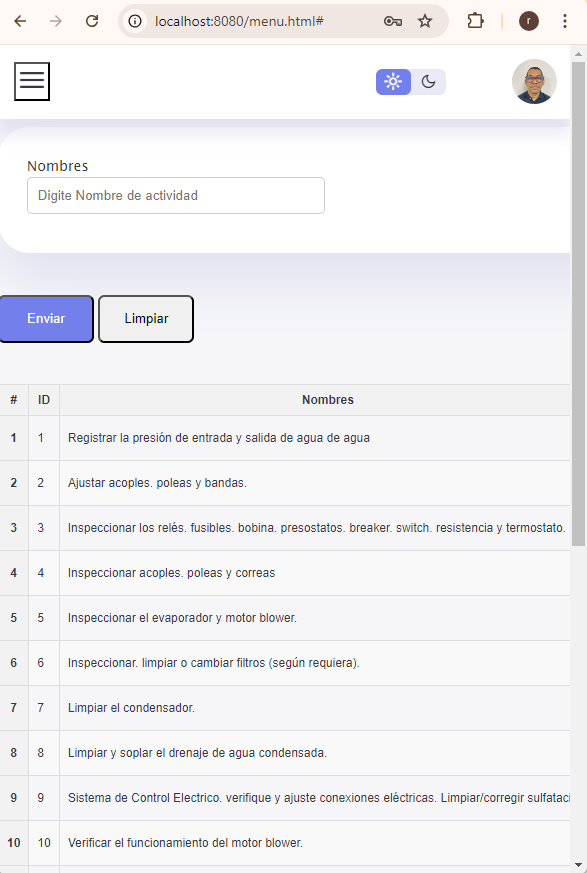 localhost:8080/menu.html#
r
Nombres
Digite Nombre de actividad
Enviar Limpiar
# ID Nombres
1 1 Registrar la presión de entrada y salida de agua de agua
2 2 Ajustar acoples. poleas y bandas.
3 3 Inspeccionar los relés. fusibles. bobina. presostatos. breaker. switch. resistencia y termostato.
4 4 Inspeccionar acoples. poleas y correas
5 5 Inspeccionar el evaporador y motor blower.
6 6 Inspeccionar. limpiar o cambiar filtros (según requiera).
7 7 Limpiar el condensador.
8 8 Limpiar y soplar el drenaje de agua condensada.
9 9 Sistema de Control Electrico. verifique y ajuste conexiones eléctricas. Limpiar/corregir sulfataci
10 10 Verificar el funcionamiento del motor blower.